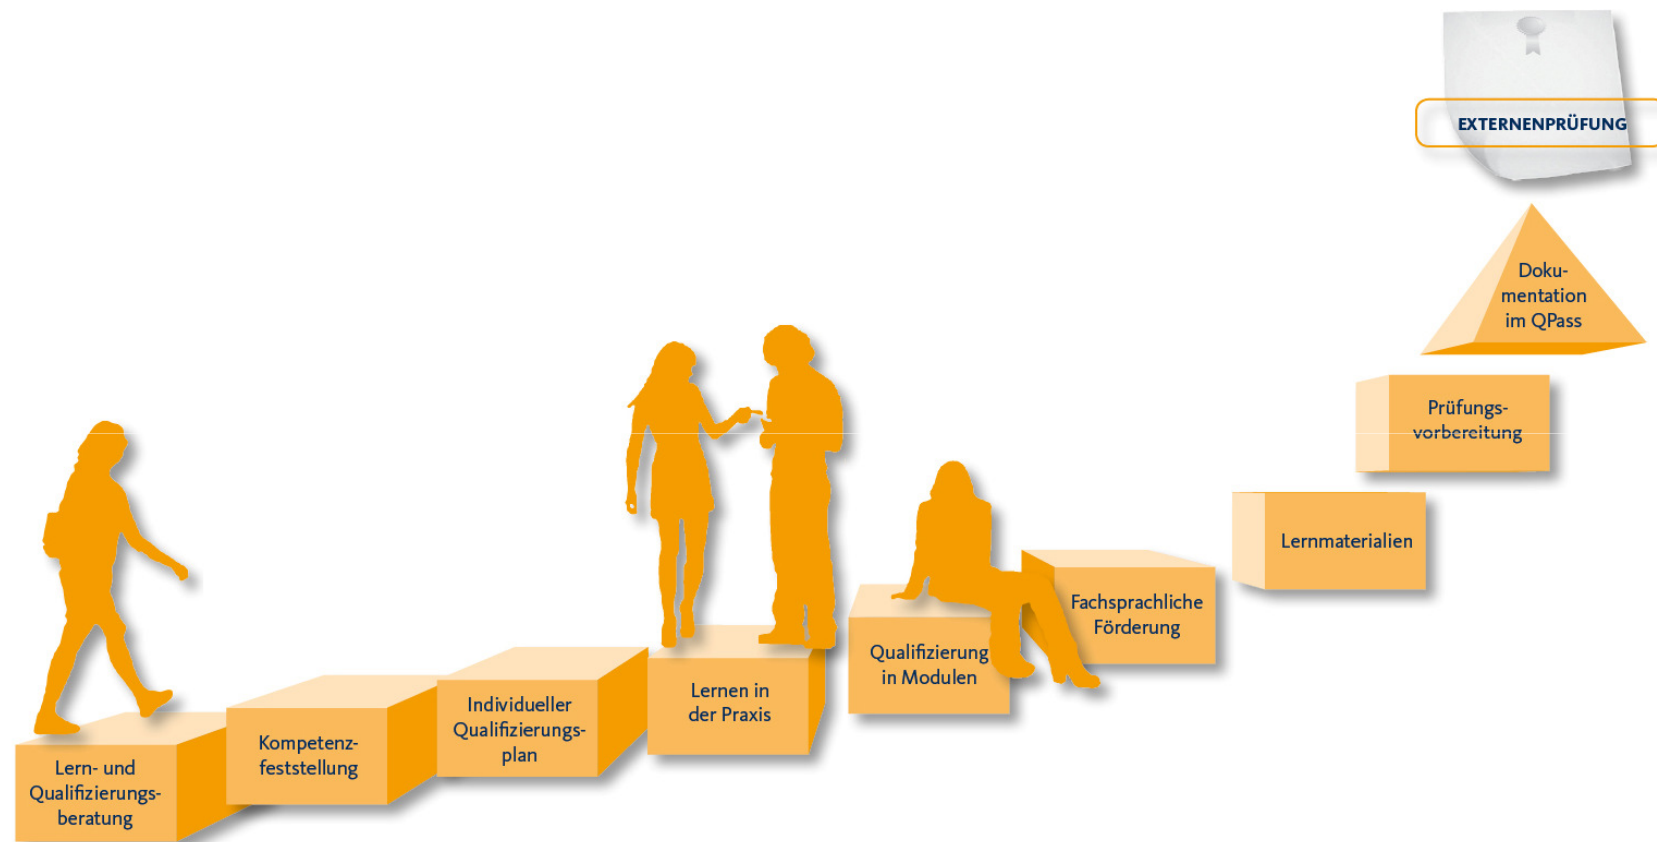 Lern- und
Qualifizierungs-
beratung
Kompetenz-
feststellung
Individueller
Qualifizierungs-
plan
Lernen in
der Praxis
Qualifizierung
in Modulen
Fachsprachliche
Förderung
Lernmaterialien
Prüfungs-
vorbereitung
Doku-
mentation
im QPass
EXTERNENPRÜFUNG